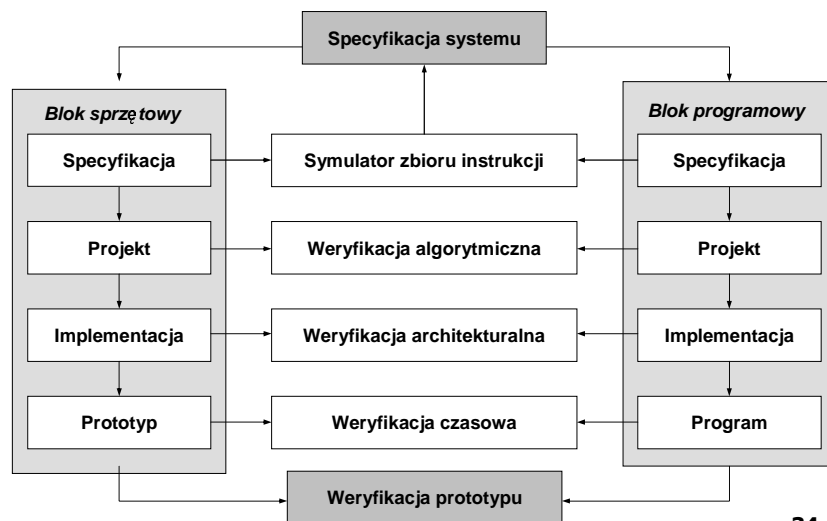 Specyfikacja systemu
Blok sprzętowy
Blok programowy
Specyfikacja
Symulator zbioru instrukcji
Specyfikacja
Projekt
Weryfikacja algorytmiczna
Projekt
Implementacja
Weryfikacja architekturalna
Implementacja
Prototyp
Weryfikacja czasowa
Program
Weryfikacja prototypu